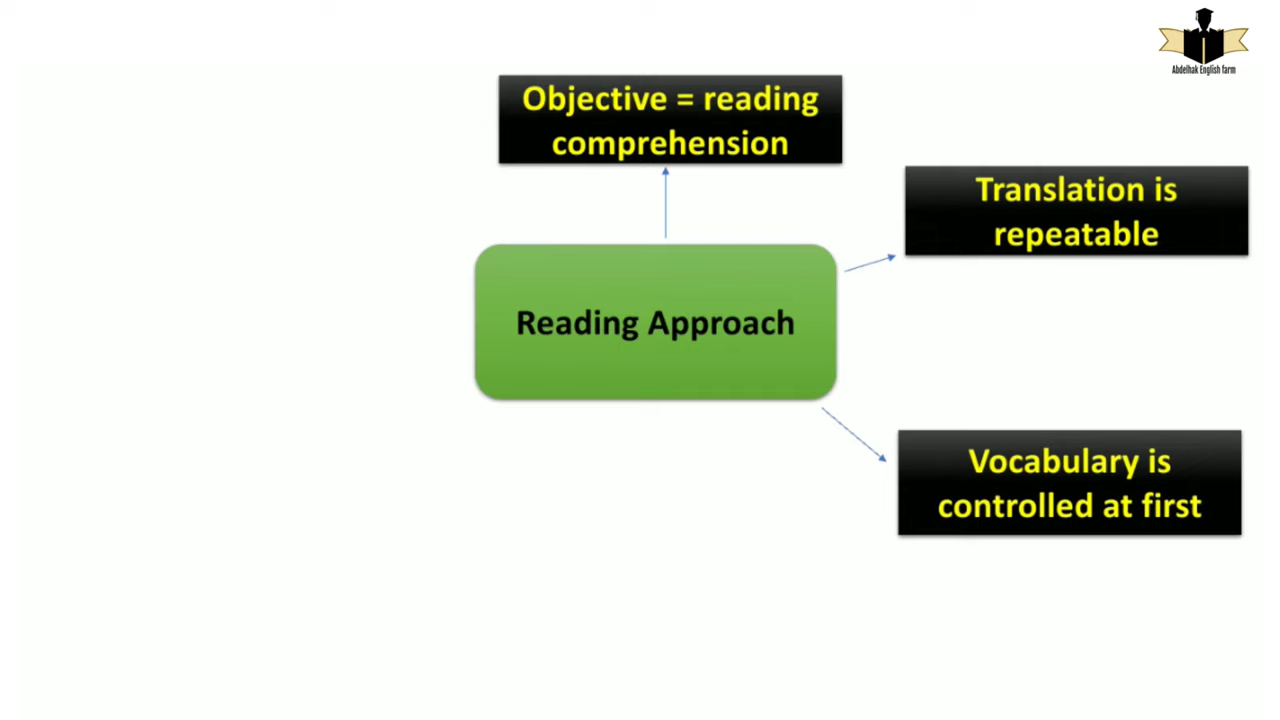 Abdelhak English farm
Objective = reading
comprehension
Translation is
repeatable
Reading Approach
Vocabulary is
controlled at first